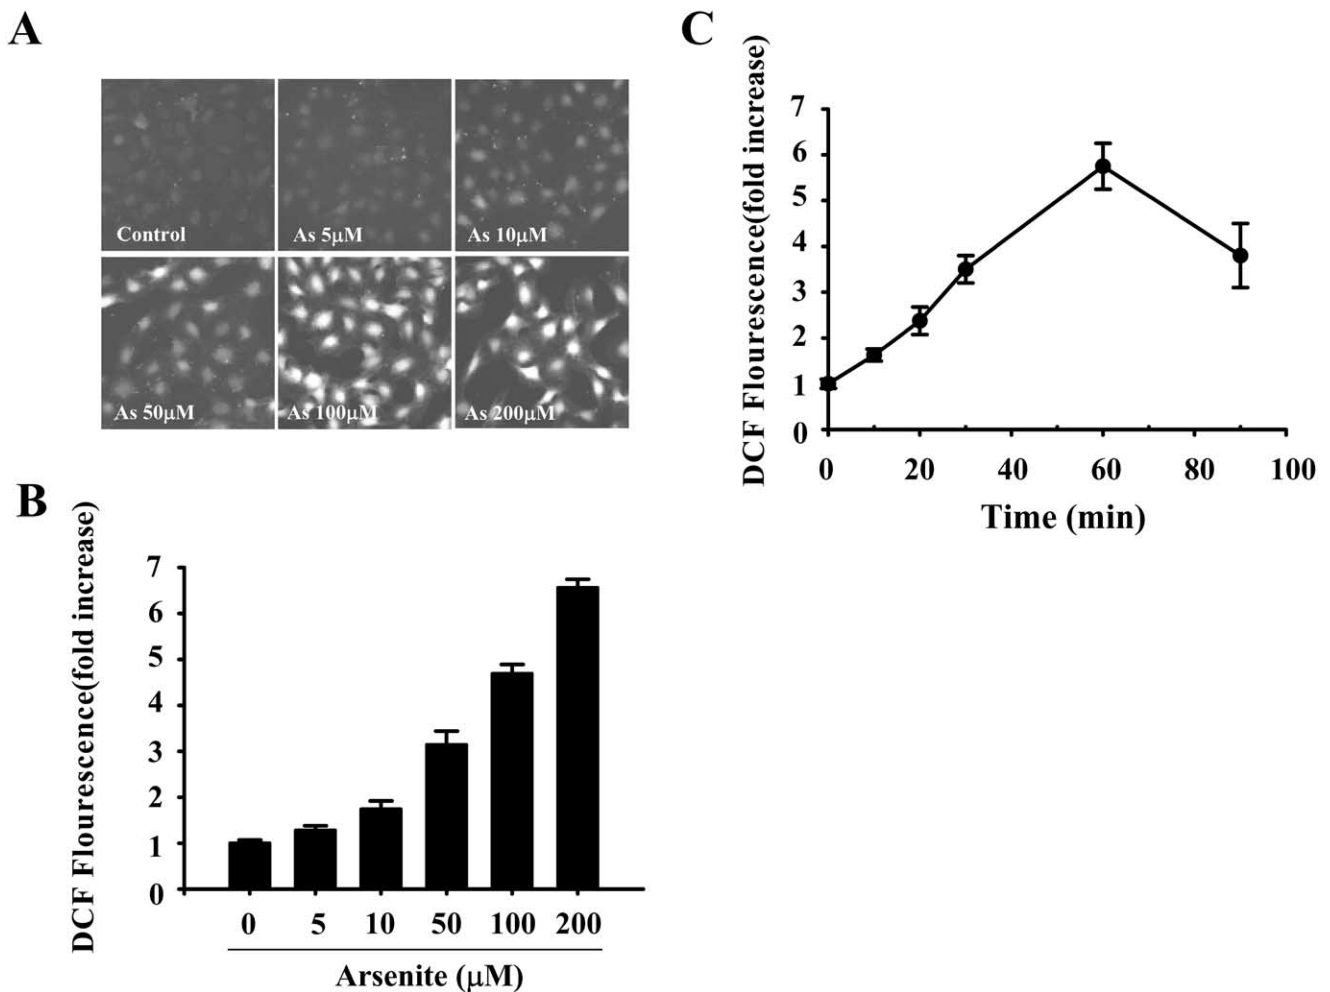 A
Control
As 5μM
As 10μM
As 50μM
As 100μM
As 200μM
B
DCF Flourescence(fold increase)
7
6
5
4
3
2
1
0
0 5 10 50 100 200
Arsenite (μM)
C
DCF Flourescence(fold increase)
7
6
5
4
3
2
1
0
0 20 40 60 80 100
Time (min)